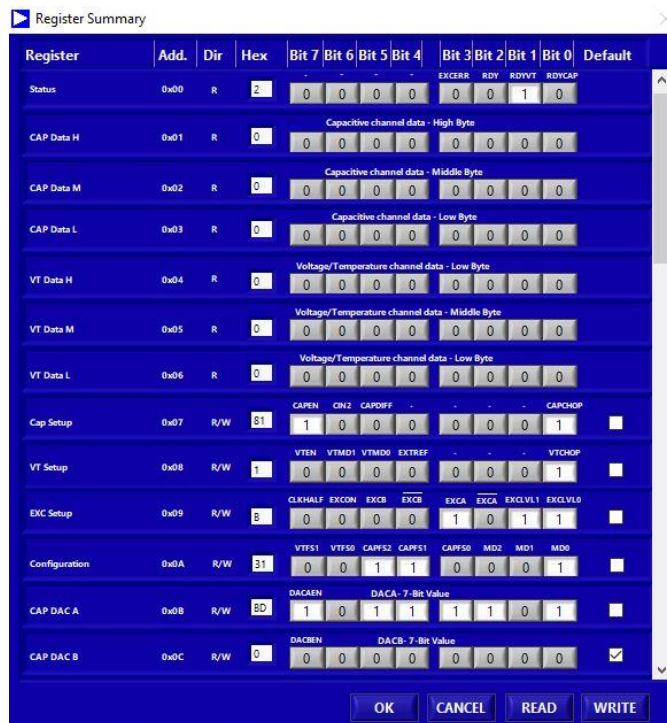 Register Summary
Register Add. Dir Hex Bit 7 Bit 6 Bit 5 Bit 4 Bit 3 Bit 2 Bit 1 Bit 0 Default
- - - - EXCERR RDY RDYVT RDYCAP
Status 0x00 R 2 0 0 0 0 0 0 1 0
Capacitive channel data - High Byte
CAP Data H 0x01 R 0 0 0 0 0 0 0 0 0
Capacitive channel data - Middle Byte
CAP Data M 0x02 R 0 0 0 0 0 0 0 0 0
Capacitive channel data - Low Byte
CAP Data L 0x03 R 0 0 0 0 0 0 0 0 0
Voltage/Temperature channel data - Low Byte
VT Data H 0x04 R 0 0 0 0 0 0 0 0 0
Voltage/Temperature channel data - Middle Byte
VT Data M 0x05 R 0 0 0 0 0 0 0 0 0
Voltage/Temperature channel data - Low Byte
VT Data L 0x06 R 0 0 0 0 0 0 0 0 0
CAPEN CIN2 CAPDIFF - - - - CAPCHOP
Cap Setup 0x07 R/W 81 1 0 0 0 0 0 0 1
VTEN VTMD1 VTMD0 EXTREF - - - VTCHOP
VT Setup 0x08 R/W 1 0 0 0 0 0 0 0 1
CLKHALF EXCON EXCB EXCB EXCA EXCA EXCLVL1 EXCLVL0
EXC Setup 0x09 R/W B 0 0 0 0 1 0 1 1
VTFS1 VTFS0 CAPFS2 CAPFS1 CAPFS0 MD2 MD1 MD0
Configuration 0x0A R/W 31 0 0 1 1 0 0 0 1
DACAEN DACA- 7-Bit Value
CAP DAC A 0x0B R/W BD 1 0 1 1 1 1 0 1
DACBEN DACB- 7-Bit Value
CAP DAC B 0x0C R/W 0 0 0 0 0 0 0 0 0
OK CANCEL READ WRITE